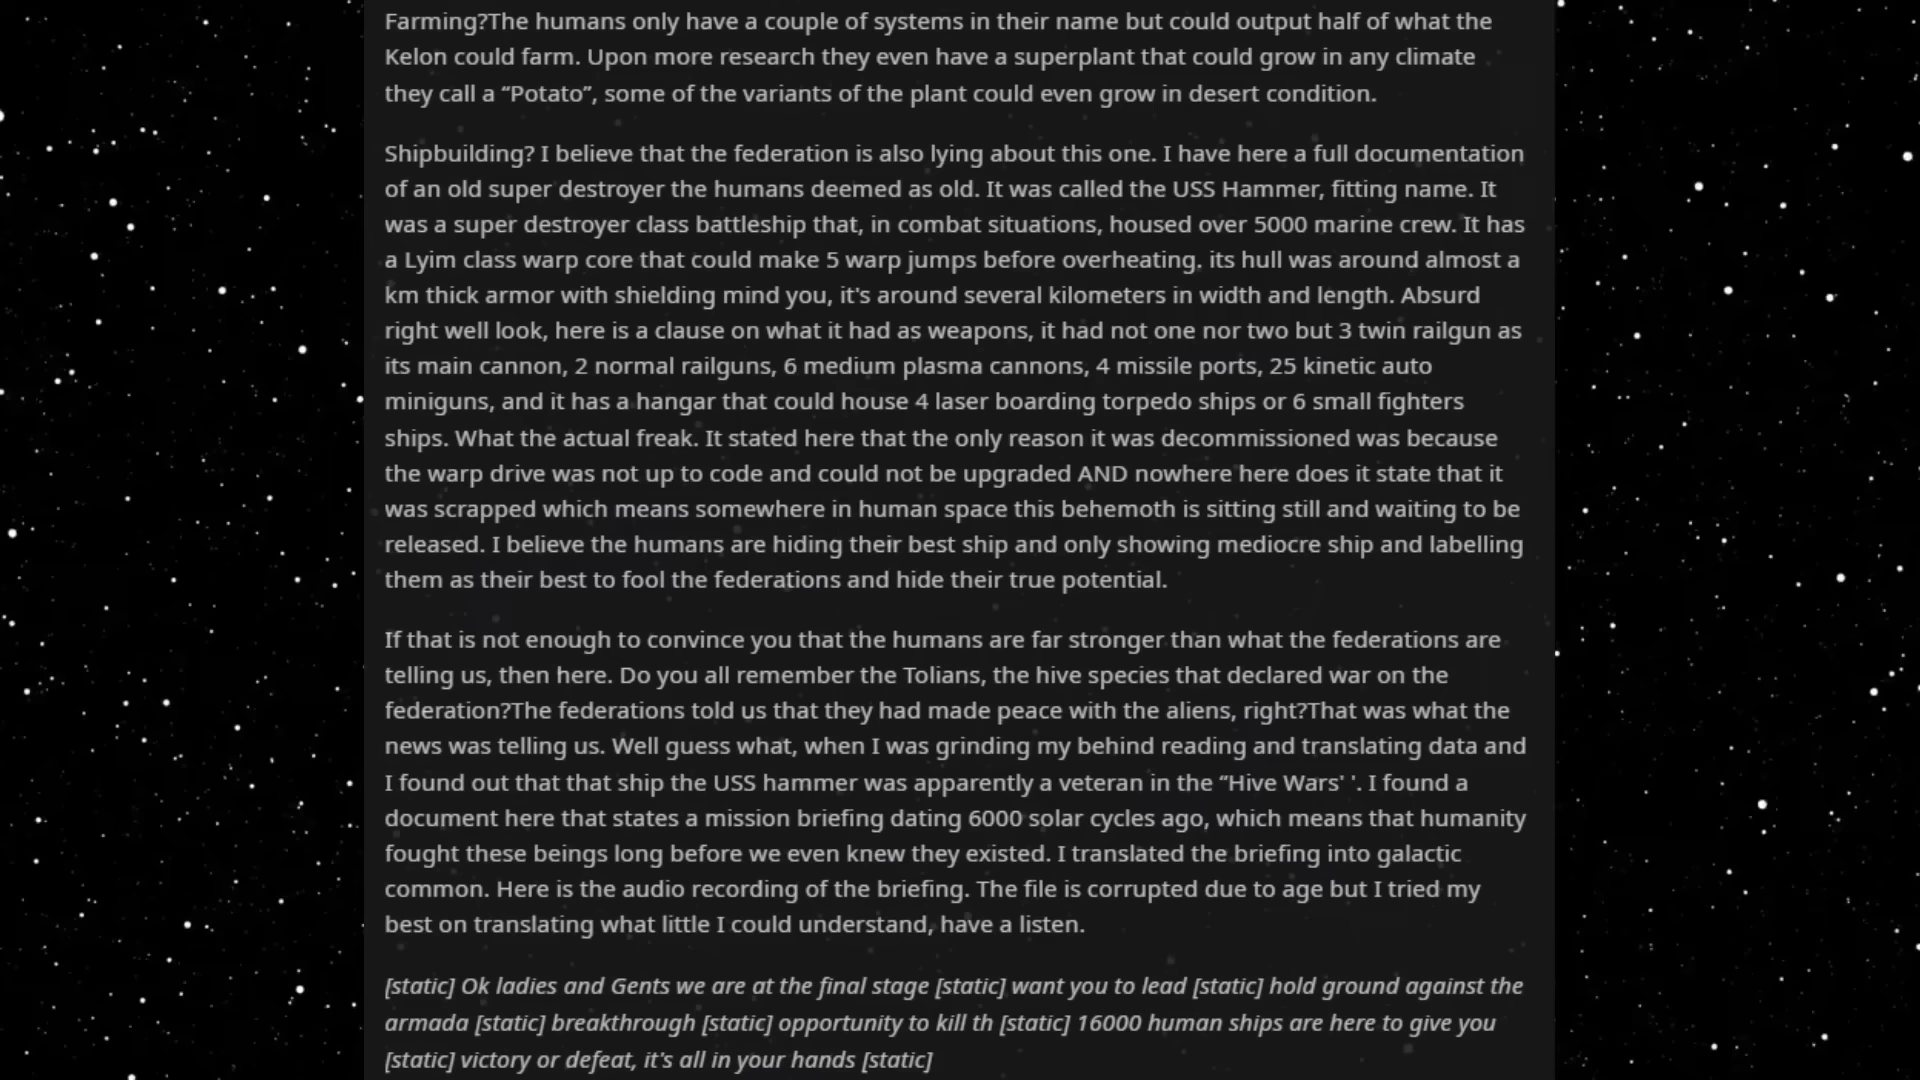 Farming?The humans only have a couple of systems in their name but could output half of what the
Kelon could farm. Upon more research they even have a superplant that could grow in any climate
they call a “Potato”, some of the variants of the plant could even grow in desert condition.
Shipbuilding? I believe that the federation is also lying about this one. I have here a full documentation
of an old super destroyer the humans deemed as old. It was called the USS Hammer, fitting name. It
was a super destroyer class battleship that, in combat situations, housed over 5000 marine crew. It has
a Lyim class warp core that could make 5 warp jumps before overheating. its hull was around almost a
km thick armor with shielding mind you, it's around several kilometers in width and length. Absurd
right well look, here is a clause on what it had as weapons, it had not one nor two but 3 twin railgun as
its main cannon, 2 normal railguns, 6 medium plasma cannons, 4 missile ports, 25 kinetic auto
miniguns, and it has a hangar that could house 4 laser boarding torpedo ships or 6 small fighters
ships. What the actual freak. It stated here that the only reason it was decommissioned was because
the warp drive was not up to code and could not be upgraded AND nowhere here does it state that it
was scrapped which means somewhere in human space this behemoth is sitting still and waiting to be
released. I believe the humans are hiding their best ship and only showing mediocre ship and labelling
them as their best to fool the federations and hide their true potential.
If that is not enough to convince you that the humans are far stronger than what the federations are
telling us, then here. Do you all remember the Tolians, the hive species that declared war on the
federation?The federations told us that they had made peace with the aliens, right?That was what the
news was telling us. Well guess what, when I was grinding my behind reading and translating data and
I found out that that ship the USS hammer was apparently a veteran in the “Hive Wars' '. I found a
document here that states a mission briefing dating 6000 solar cycles ago, which means that humanity
fought these beings long before we even knew they existed. I translated the briefing into galactic
common. Here is the audio recording of the briefing. The file is corrupted due to age but I tried my
best on translating what little I could understand, have a listen.
[static] Ok ladies and Gents we are at the final stage [static] want you to lead [static] hold ground against the
armada [static] breakthrough [static] opportunity to kill th [static] 16000 human ships are here to give you
[static] victory or defeat, it's all in your hands [static]